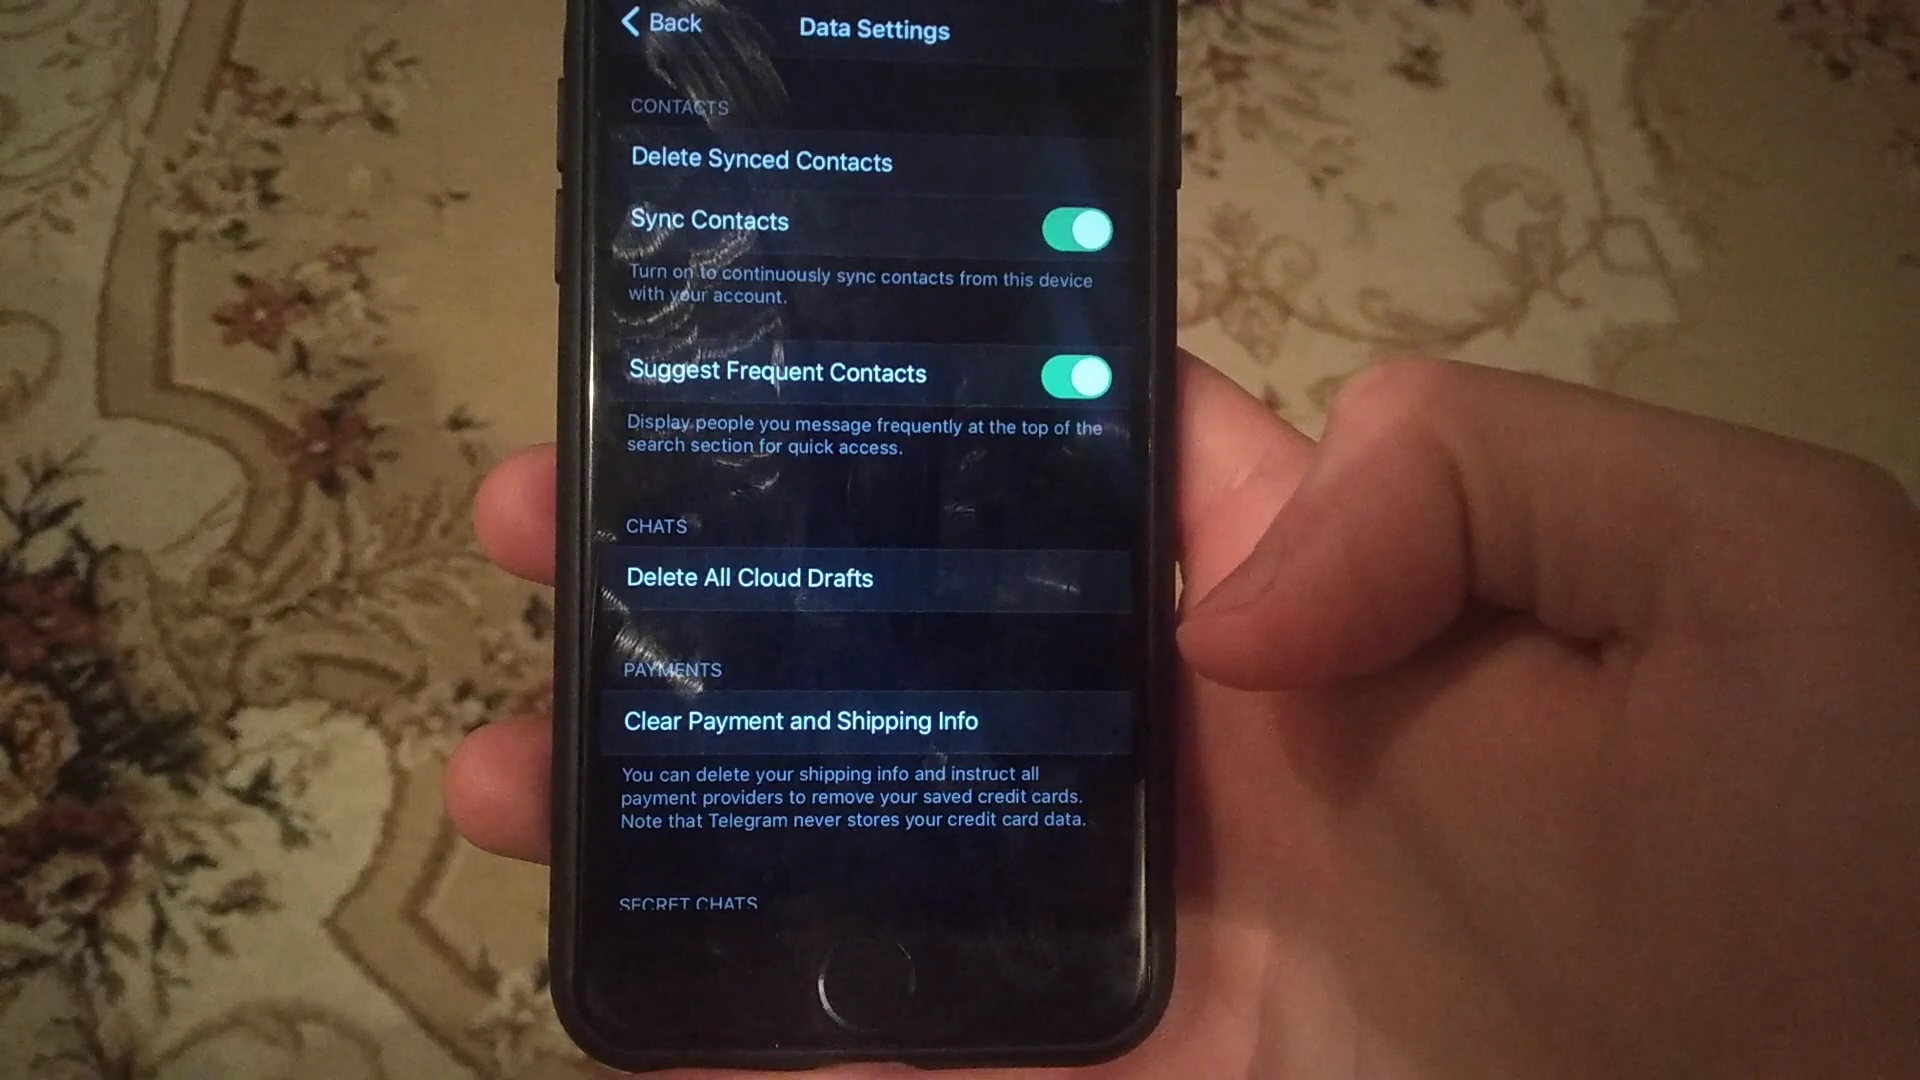 Back
Data Settings
CONTACTS
Delete Synced Contacts
Sync Contacts
Turn on to continuously sync contacts from this device
with your account.
Suggest Frequent Contacts
Display people you message frequently at the top of the
search section for quick access.
CHATS
Delete All Cloud Drafts
PAYMENTS
Clear Payment and Shipping Info
You can delete your shipping info and instruct all
payment providers to remove your saved credit cards.
Note that Telegram never stores your credit card data.
SECRET CHATS